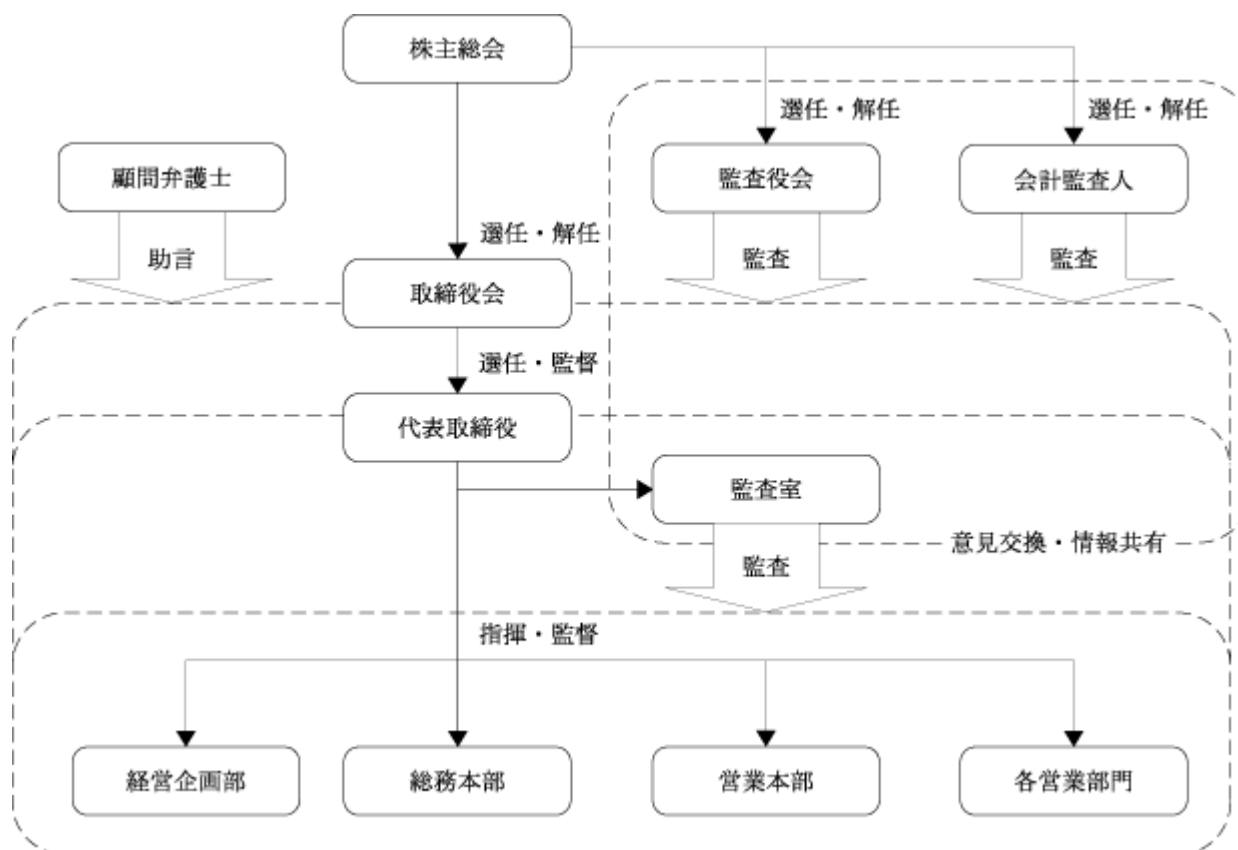 株主総会
選任・解任
選任・解任
顧問弁護士
監査役会
会計監査人
選任・解任
助言
監査
監査
取締役会
選任・監督
代表取締役
監査室
意見交換・情報共有
監査
指揮・監督
経営企画部
総務本部
営業本部
各営業部門